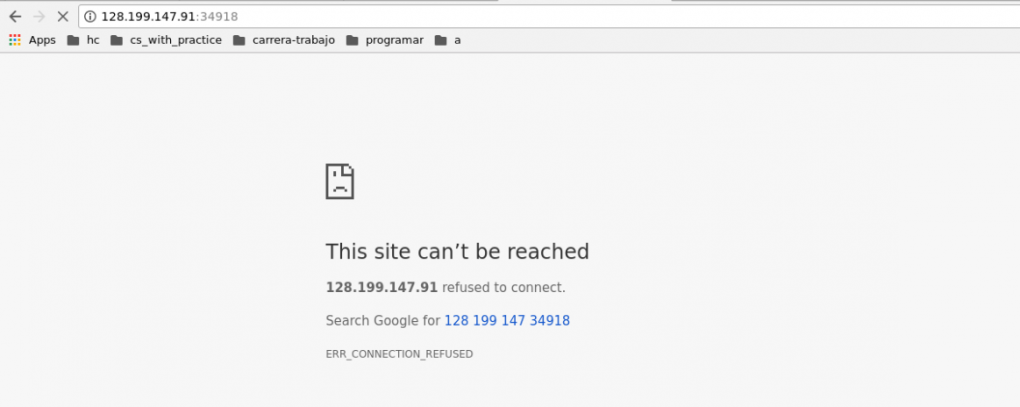 128.199.147.91:34918
Apps hc cs_with_practice carrera-trabajo programar a
This site can’t be reached
128.199.147.91 refused to connect.
Search Google for 128 199 147 34918
ERR_CONNECTION_REFUSED